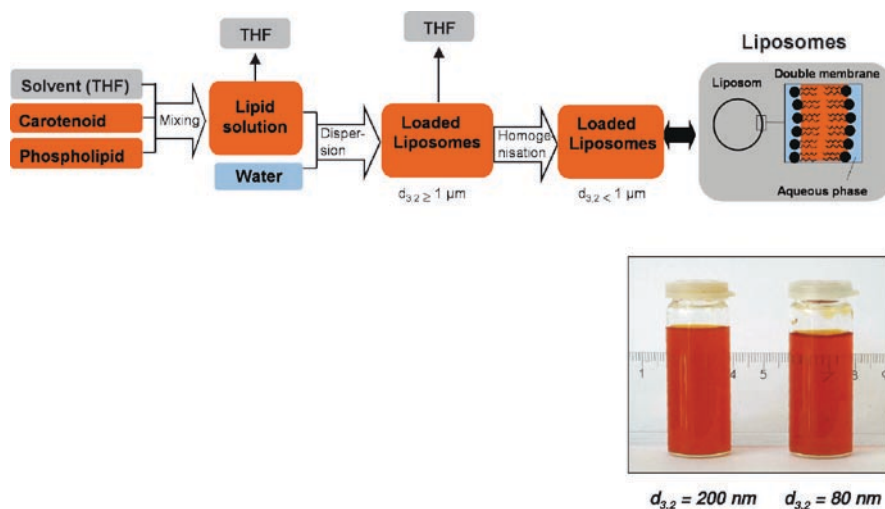 THF
THF
Liposomes
Solvent (THF)
Carotenoid
Phospholipid
Mixing
Lipid
solution
Water
Disper-
sion
Loaded
Liposomes
d3,2 ≥ 1 µm
Homoge
nisation
Loaded
Liposomes
d3,2 < 1 µm
Liposom
Double membrane
Aqueous phase
1
4
5
7
8
9
d3,2 = 200 nm
d3,2 = 80 nm